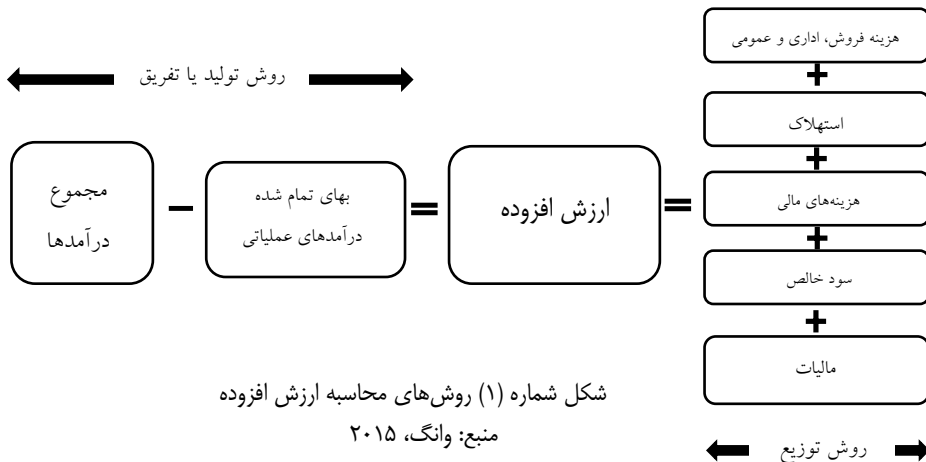 هزینه فروش، اداری و عمومی
روش تولید یا تفریق
+
استهلاک
+
مجموع
درآمدها
−
بهای تمام شده
درآمدهای عملیاتی
=
ارزش افزوده
=
هزینه‌های مالی
+
سود خالص
+
مالیات
شکل شماره (۱) روش‌های محاسبه ارزش افزوده
منبع: وانگ، ۲۰۱۵
روش توزیع